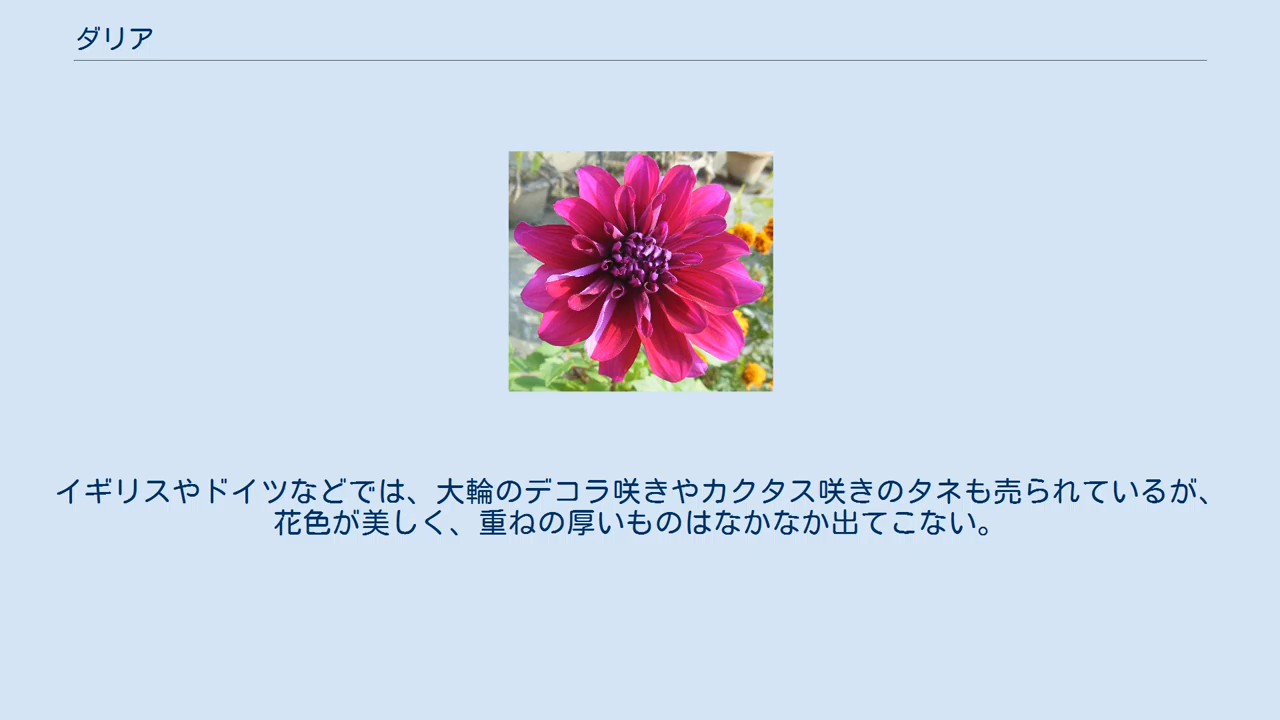 ダリア
イギリスやドイツなどでは、大輪のデコラ咲きやカクタス咲きのタネも売られているが、
花色が美しく、重ねの厚いものはなかなか出てこない。